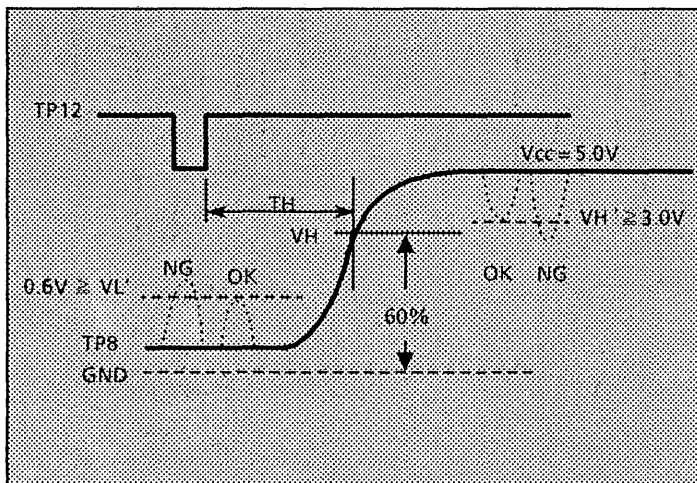 TP12
Vcc=5.0V
TH
VH
VH'≧3.0V
NG OK
0.6V ≧ VL'
OK NG
60%
TP8
GND